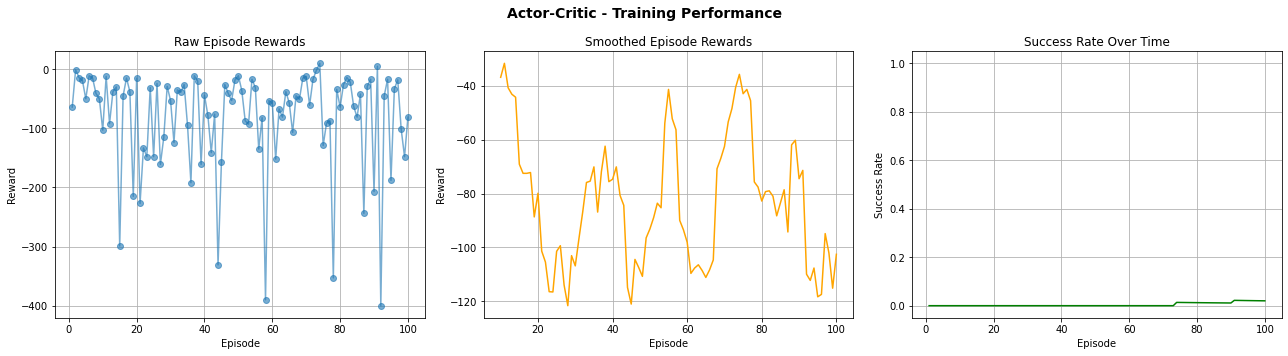 Actor-Critic - Training Performance
Raw Episode Rewards
Reward
0
−100
−200
−300
−400
0 20 40 60 80 100
Episode
Smoothed Episode Rewards
Reward
−40
−60
−80
−100
−120
20 40 60 80 100
Episode
Success Rate Over Time
Success Rate
1.0
0.8
0.6
0.4
0.2
0.0
0 20 40 60 80 100
Episode